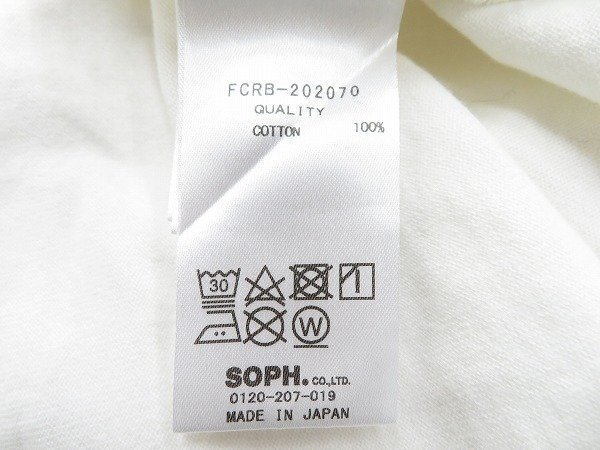 FCRB-202070
QUALITY
COTTON 100%
30
W
SOPH. CO.,LTD.
0120-207-019
MADE IN JAPAN